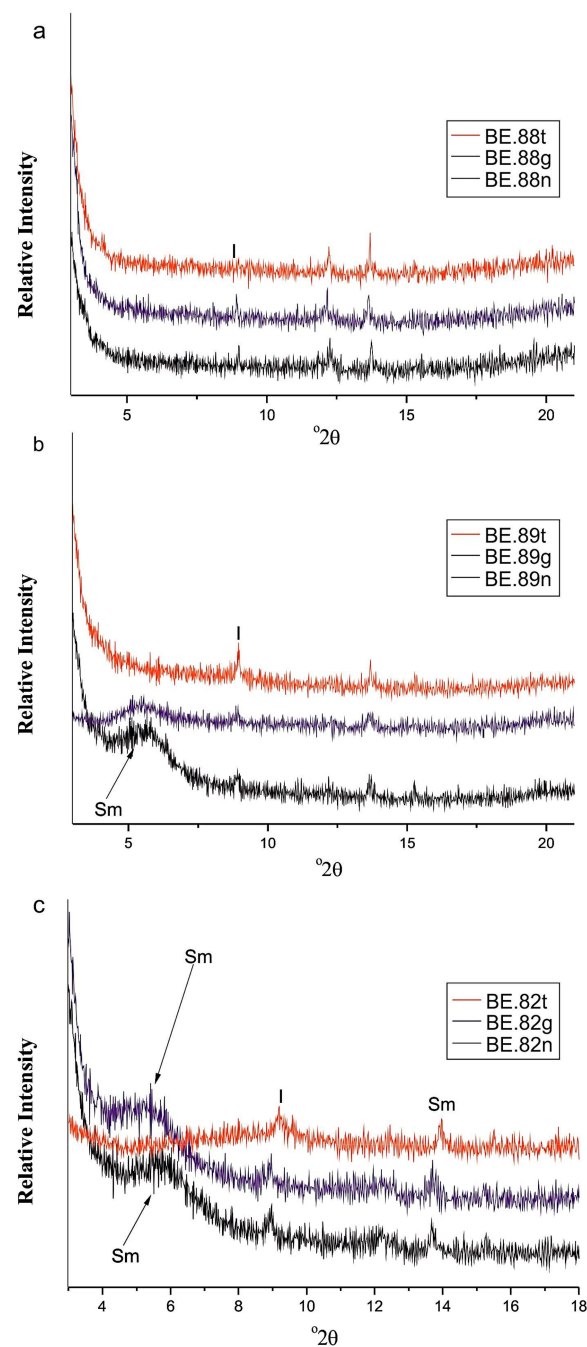 a
Relative Intensity
BE.88t
BE.88g
BE.88n
I
5
10
15
20
°2θ
b
Relative Intensity
BE.89t
BE.89g
BE.89n
I
Sm
5
10
15
20
°2θ
c
Relative Intensity
Sm
BE.82t
BE.82g
BE.82n
I
Sm
Sm
4
6
8
10
12
14
16
18
°2θ